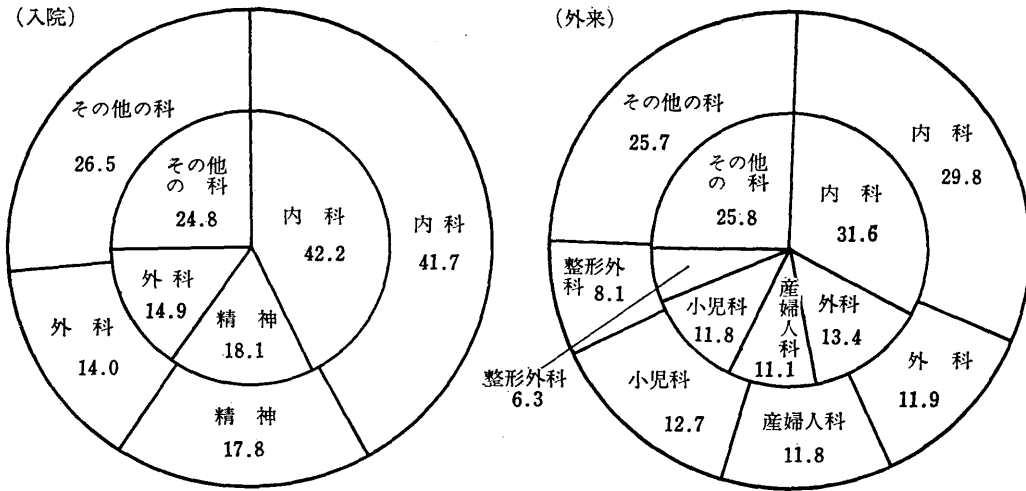 (入院)
その他の科
26.5
その他
の科
24.8
内科
42.2
内科
41.7
外科
14.9
精神
18.1
外科
14.0
精神
17.8
(外来)
その他の科
25.7
内科
29.8
その他
の科
25.8
内科
31.6
整形外
科 8.1
小児科
11.8
産婦人科
11.1
外科
13.4
整形外科
6.3
小児科
12.7
産婦人科
11.8
外科
11.9